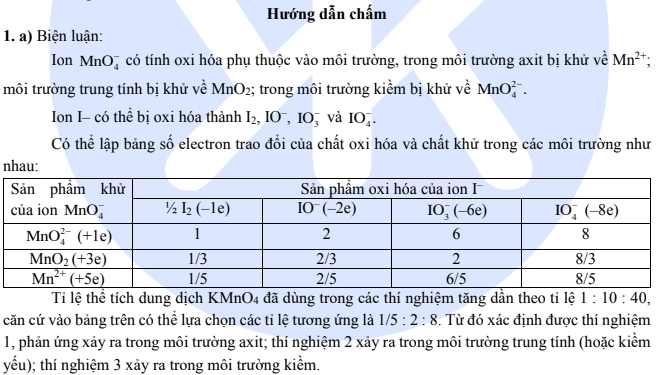 Hướng dẫn chấm
1. a) Biện luận:
Ion MnO₄⁻ có tính oxi hóa phụ thuộc vào môi trường, trong môi trường axit bị khử về Mn²⁺;
môi trường trung tính bị khử về MnO₂; trong môi trường kiềm bị khử về MnO₄²⁻.
Ion I– có thể bị oxi hóa thành I₂, IO⁻, IO₃⁻ và IO₄⁻.
Có thể lập bảng số electron trao đổi của chất oxi hóa và chất khử trong các môi trường như
nhau:
Sản phẩm khử
của ion MnO₄⁻
Sản phẩm oxi hóa của ion I⁻
½ I₂ (–1e) IO⁻ (–2e) IO₃⁻ (–6e) IO₄⁻ (–8e)
MnO₄²⁻ (+1e) 1 2 6 8
MnO₂ (+3e) 1/3 2/3 2 8/3
Mn²⁺ (+5e) 1/5 2/5 6/5 8/5
Tỉ lệ thể tích dung dịch KMnO₄ đã dùng trong các thí nghiệm tăng dần theo tỉ lệ 1 : 10 : 40,
căn cứ vào bảng trên có thể lựa chọn các tỉ lệ tương ứng là 1/5 : 2 : 8. Từ đó xác định được thí nghiệm
1, phản ứng xảy ra trong môi trường axit; thí nghiệm 2 xảy ra trong môi trường trung tính (hoặc kiềm
yếu); thí nghiệm 3 xảy ra trong môi trường kiềm.